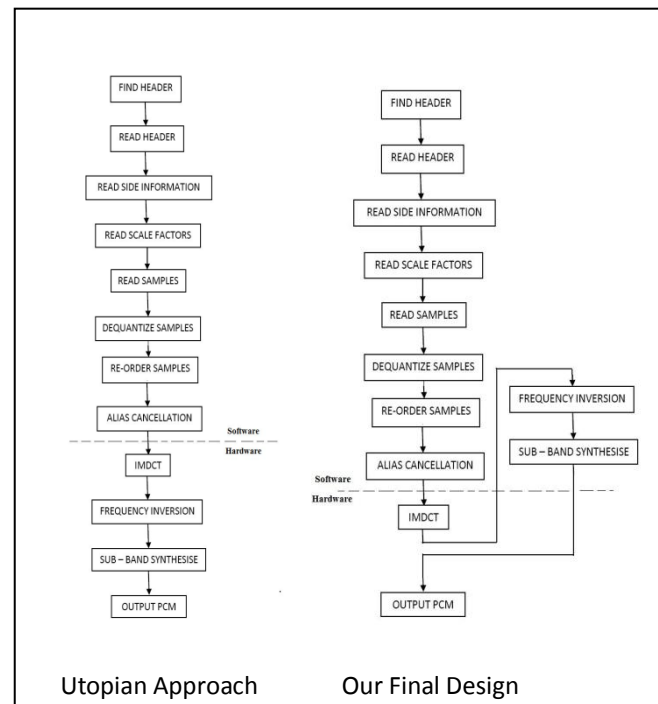 FIND HEADER
READ HEADER
READ SIDE INFORMATION
READ SCALE FACTORS
READ SAMPLES
DEQUANTIZE SAMPLES
RE-ORDER SAMPLES
ALIAS CANCELLATION
Software
Hardware
IMDCT
FREQUENCY INVERSION
SUB – BAND SYNTHESISE
OUTPUT PCM
Utopian Approach
FIND HEADER
READ HEADER
READ SIDE INFORMATION
READ SCALE FACTORS
READ SAMPLES
DEQUANTIZE SAMPLES
RE-ORDER SAMPLES
ALIAS CANCELLATION
Software
Hardware
IMDCT
FREQUENCY INVERSION
SUB – BAND SYNTHESISE
OUTPUT PCM
Our Final Design